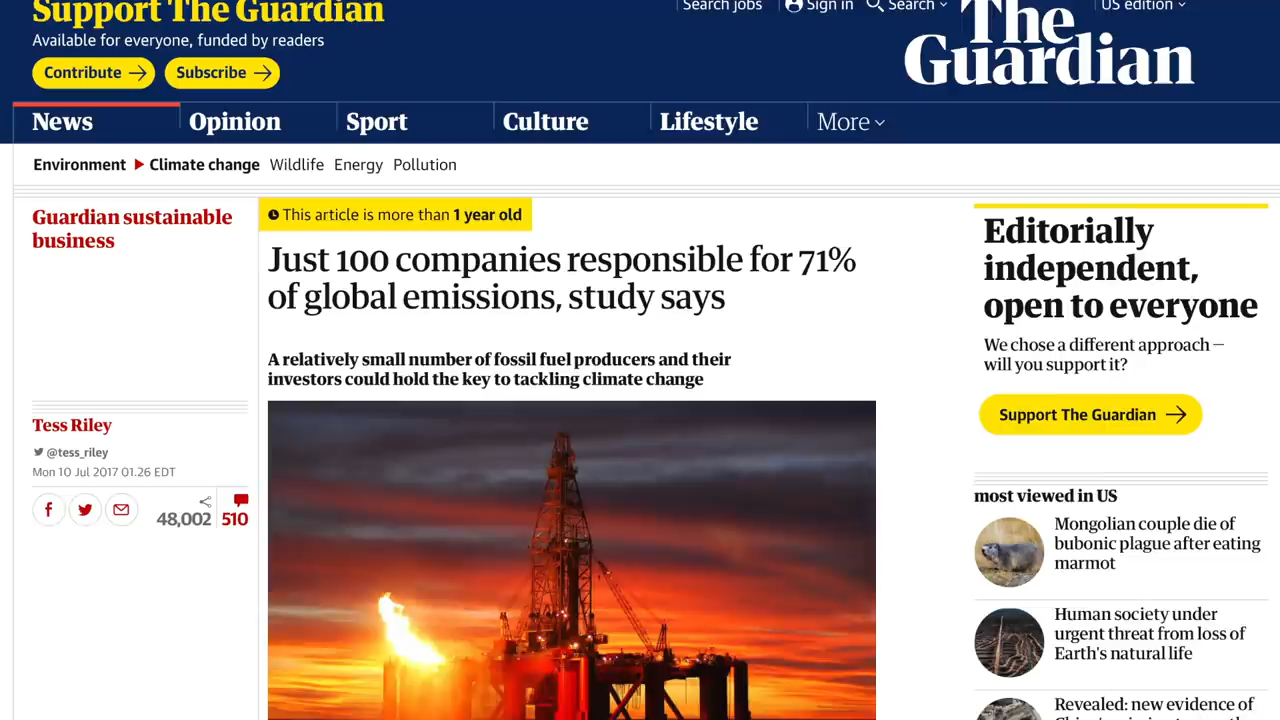 Support The Guardian
Available for everyone, funded by readers
Contribute
Subscribe
Search jobs
Sign in
Search
US edition
The
Guardian
News
Opinion
Sport
Culture
Lifestyle
More
Environment
Climate change
Wildlife
Energy
Pollution
Guardian sustainable
business
This article is more than 1 year old
Just 100 companies responsible for 71%
of global emissions, study says
A relatively small number of fossil fuel producers and their
investors could hold the key to tackling climate change
Tess Riley
@tess_riley
Mon 10 Jul 2017 01.26 EDT
48,002
510
Editorially
independent,
open to everyone
We chose a different approach —
will you support it?
Support The Guardian
most viewed in US
Mongolian couple die of
bubonic plague after eating
marmot
Human society under
urgent threat from loss of
Earth's natural life
Revealed: new evidence of